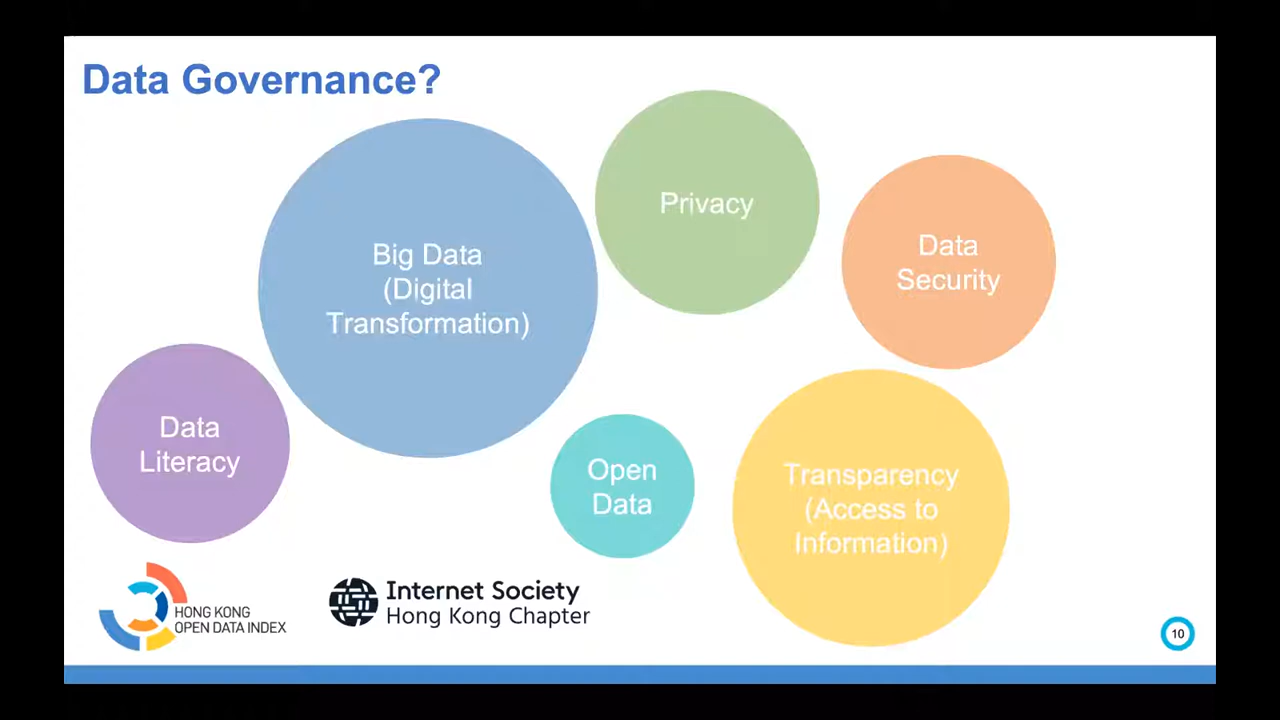 Data Governance?
Big Data
(Digital
Transformation)
Privacy
Data
Security
Data
Literacy
Open
Data
Transparency
(Access to
Information)
HONG KONG
OPEN DATA INDEX
Internet Society
Hong Kong Chapter
10